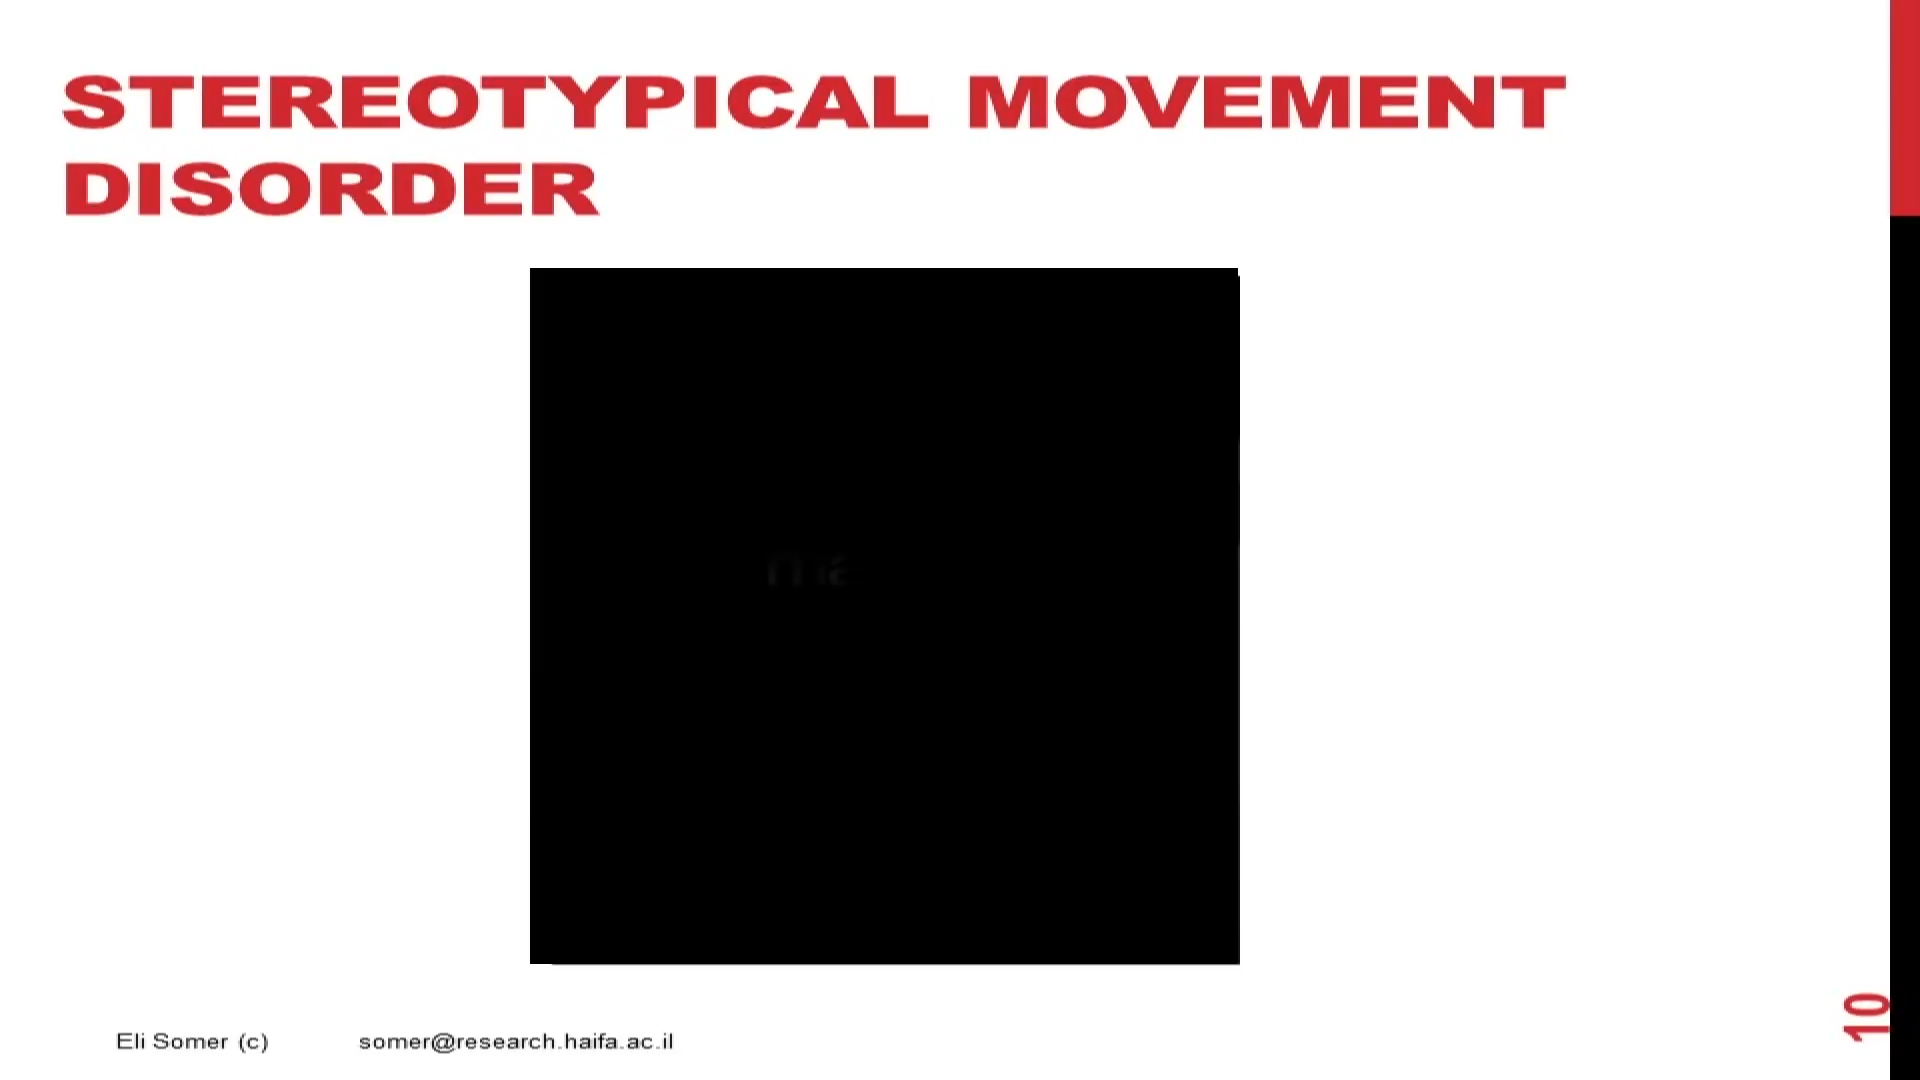 STEREOTYPICAL MOVEMENT
DISORDER
Eli Somer (c) somer@research.haifa.ac.il
10